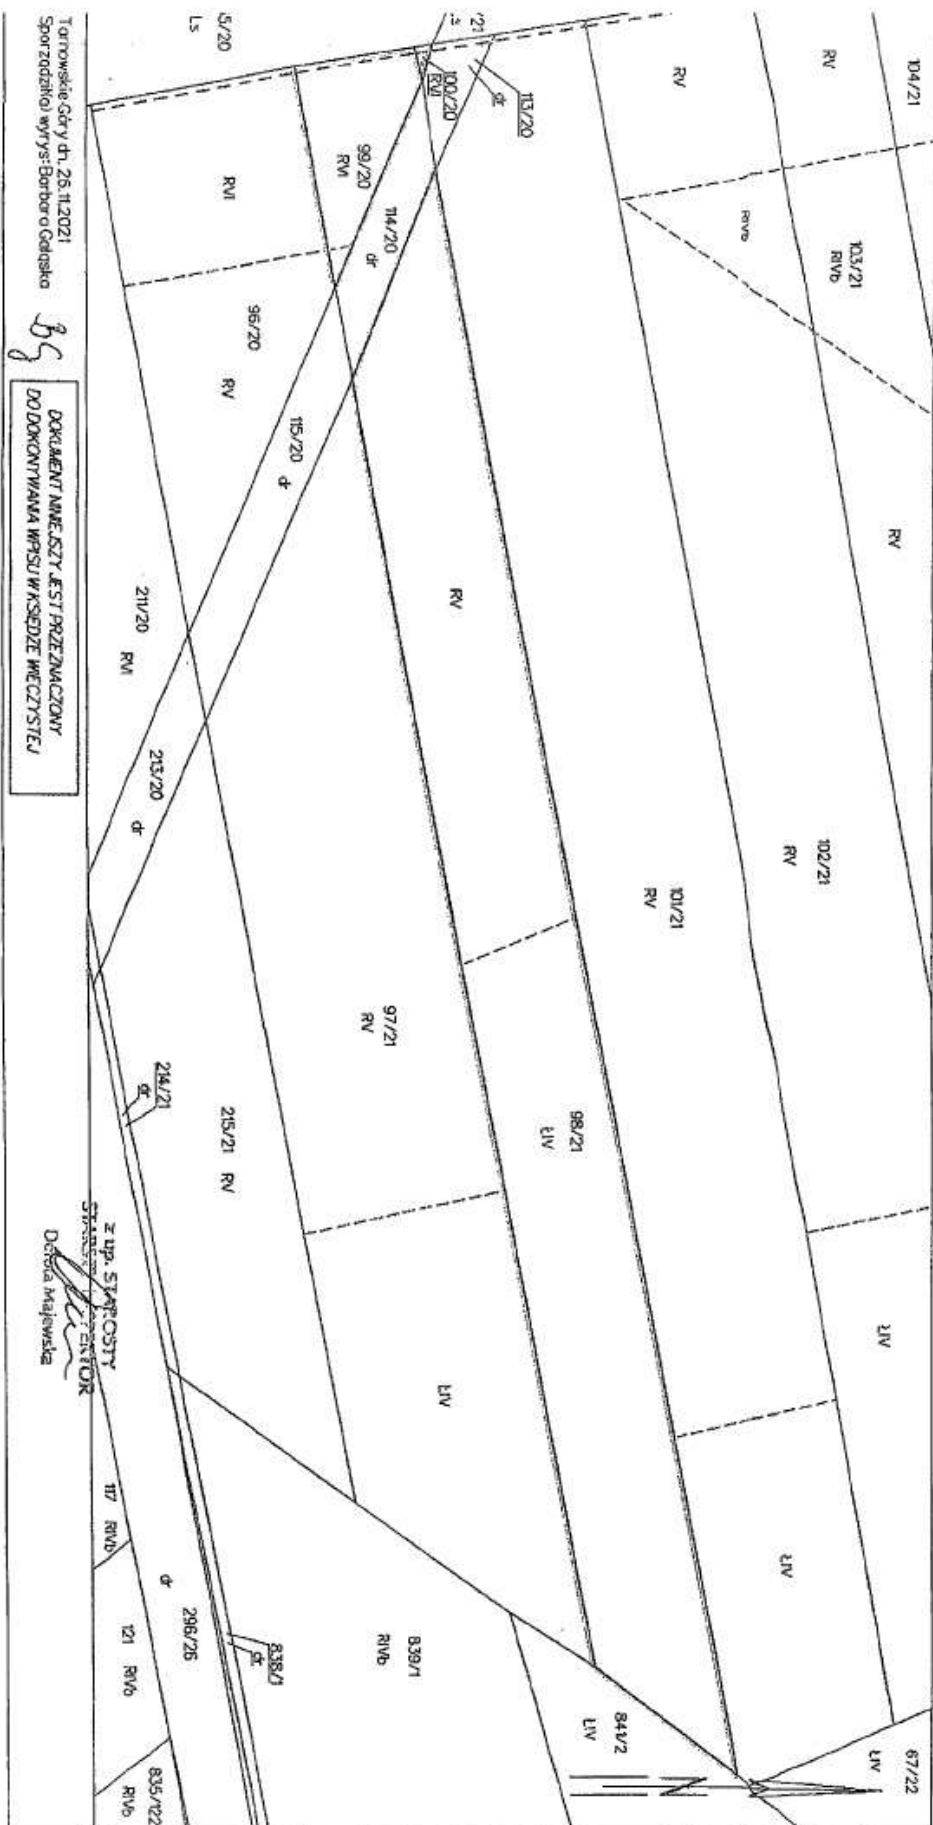 104/21
RV
RV
103/21
RIVb
RIVb
RV
113/20
dr
100/20
RVI
99/20
RVI
114/20
dr
RVI
15/20
Ls
96/20
RV
115/20
dr
RV
211/20
RVI
213/20
dr
102/21
RV
101/21
RV
97/21
RV
98/21
ŁIV
214/21
dr
215/21
RV
ŁIV
ŁIV
ŁIV
67/22
ŁIV
841/2
ŁIV
839/1
RIVb
838/1
dr
296/26
dr
117 RIVb
121 RIVb
835/122
RIVb
N
Tarnowskie Góry dn. 26.11.2021
Sporządził(a) wyrys: Barbara Gałąska
BG
DOKUMENT NINIEJSZY JEST PRZEZNACZONY
DO DOKONYWANIA WPISU W KSIĘDZE WIECZYSTEJ
z up. STAROSTY
Dorota Majewska